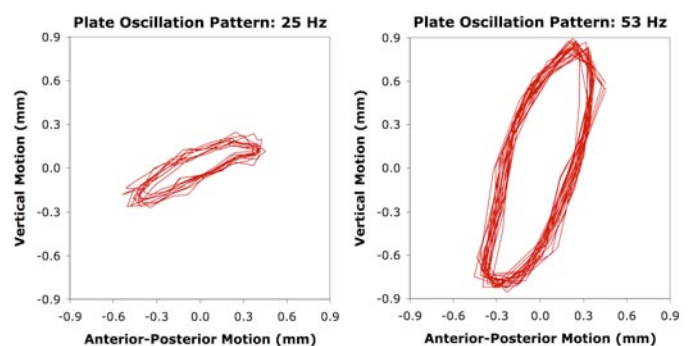 Plate Oscillation Pattern: 25 Hz
0.9
0.6
0.3
0.0
-0.3
-0.6
-0.9
-0.9 -0.6 -0.3 0.0 0.3 0.6 0.9
Vertical Motion (mm)
Anterior-Posterior Motion (mm)
Plate Oscillation Pattern: 53 Hz
0.9
0.6
0.3
0.0
-0.3
-0.6
-0.9
-0.9 -0.6 -0.3 0.0 0.3 0.6 0.9
Vertical Motion (mm)
Anterior-Posterior Motion (mm)